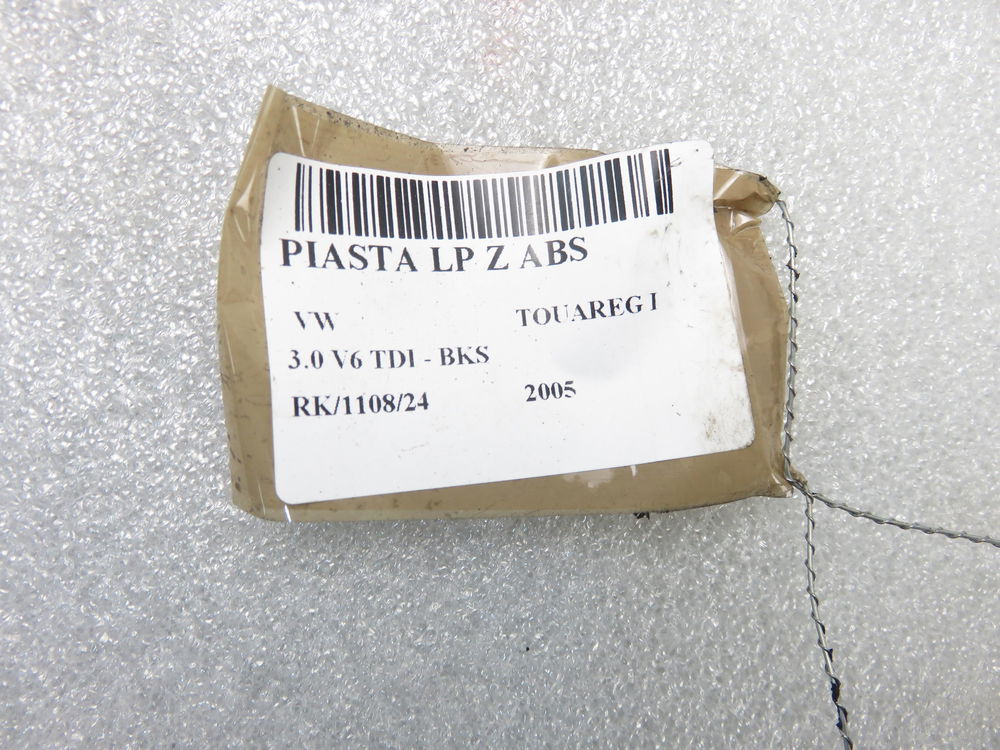 PIASTA LP Z ABS
VW TOUAREG I
3.0 V6 TDI - BKS
RK/1108/24 2005